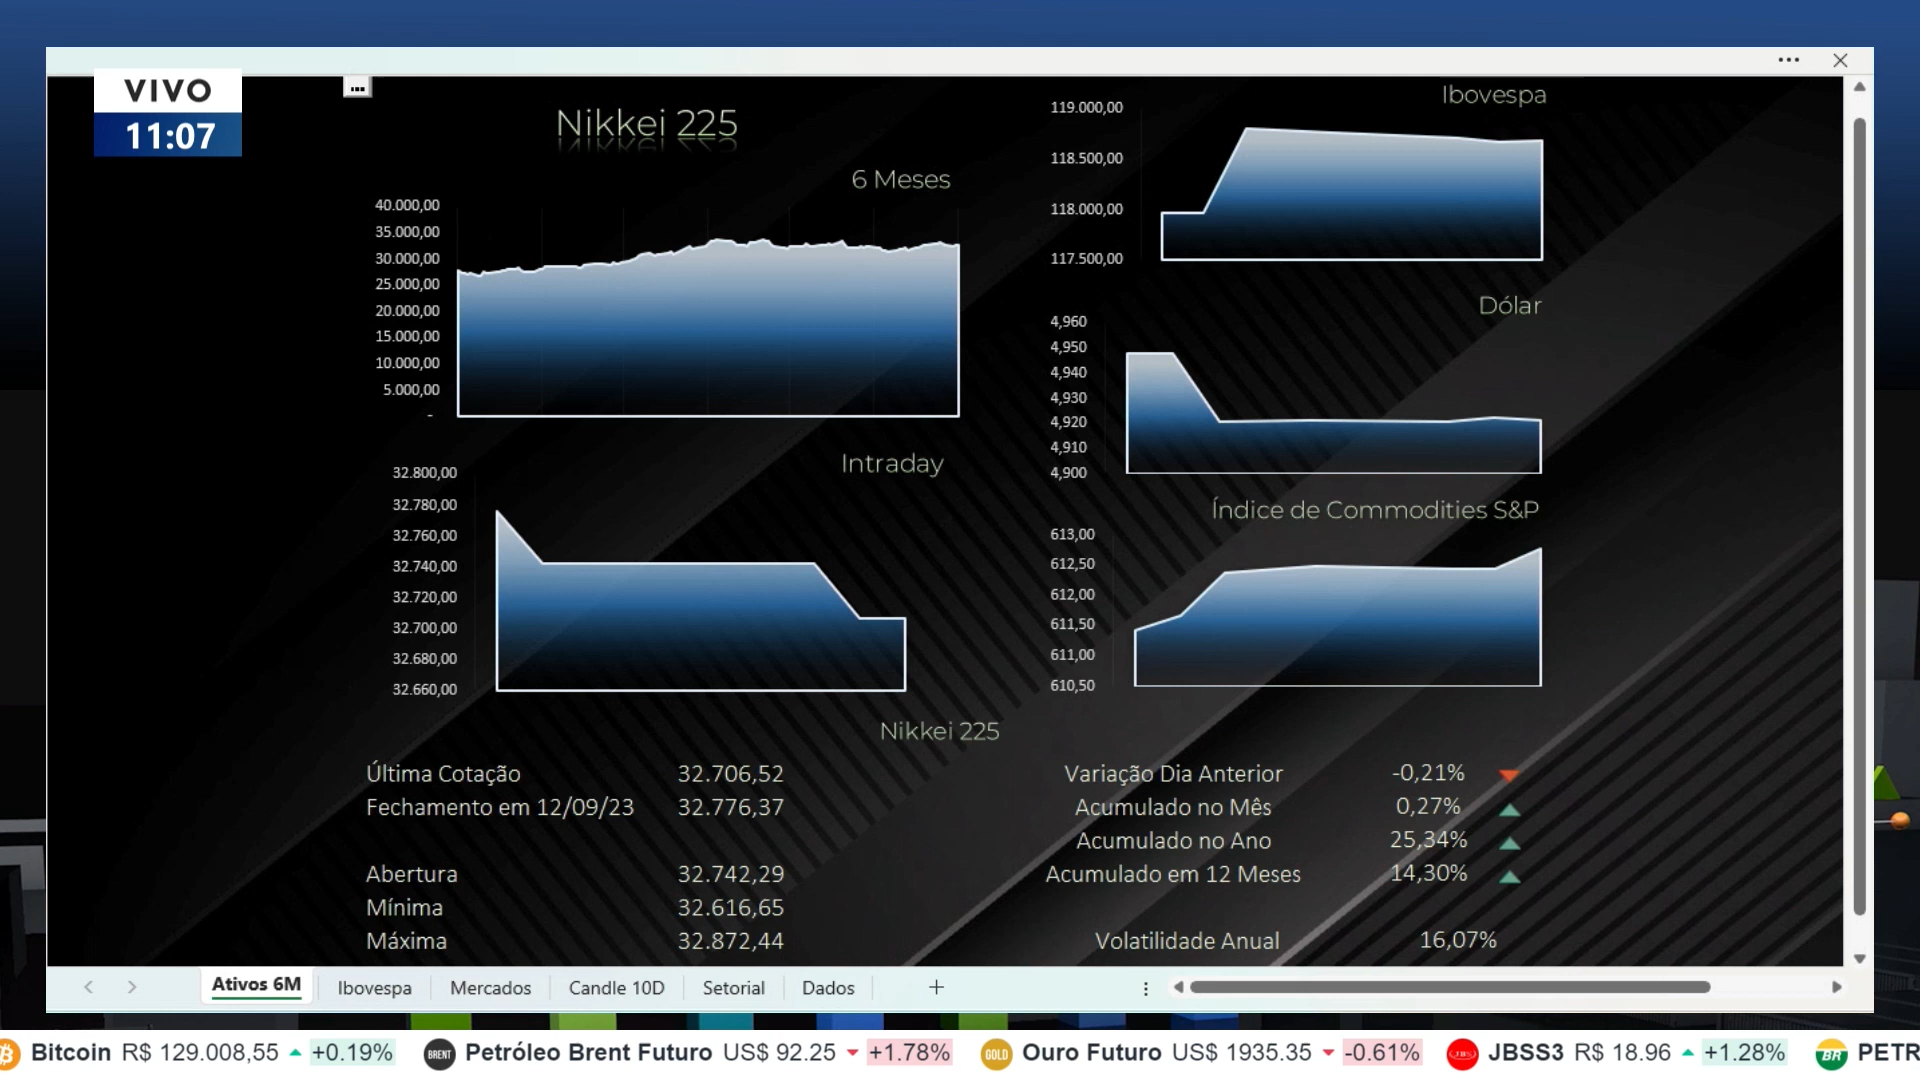 VIVO
11:07
...
Nikkei 225
6 Meses
40.000,00
35.000,00
30.000,00
25.000,00
20.000,00
15.000,00
10.000,00
5.000,00
-
Intraday
32.800,00
32.780,00
32.760,00
32.740,00
32.720,00
32.700,00
32.680,00
32.660,00
Ibovespa
119.000,00
118.500,00
118.000,00
117.500,00
Dólar
4,960
4,950
4,940
4,930
4,920
4,910
4,900
Índice de Commodities S&P
613,00
612,50
612,00
611,50
611,00
610,50
Nikkei 225
Última Cotação 32.706,52
Fechamento em 12/09/23 32.776,37
Abertura 32.742,29
Mínima 32.616,65
Máxima 32.872,44
Variação Dia Anterior -0,21%
Acumulado no Mês 0,27%
Acumulado no Ano 25,34%
Acumulado em 12 Meses 14,30%
Volatilidade Anual 16,07%
Ativos 6M Ibovespa Mercados Candle 10D Setorial Dados +
Bitcoin R$ 129.008,55 +0.19% BRENT Petróleo Brent Futuro US$ 92.25 +1.78% GOLD Ouro Futuro US$ 1935.35 -0.61% JBS JBSS3 R$ 18.96 +1.28% BR PETR